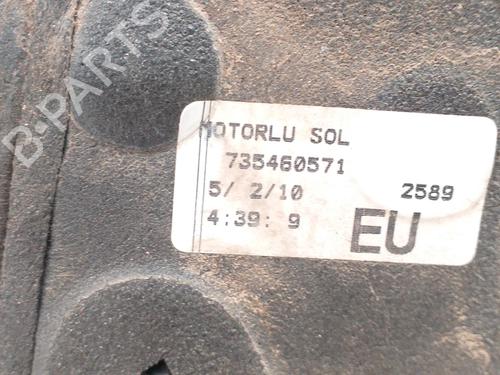 B-PARTS
MOTORLU SOL
735460571
5/ 2/10 2589
4:39: 9 EU